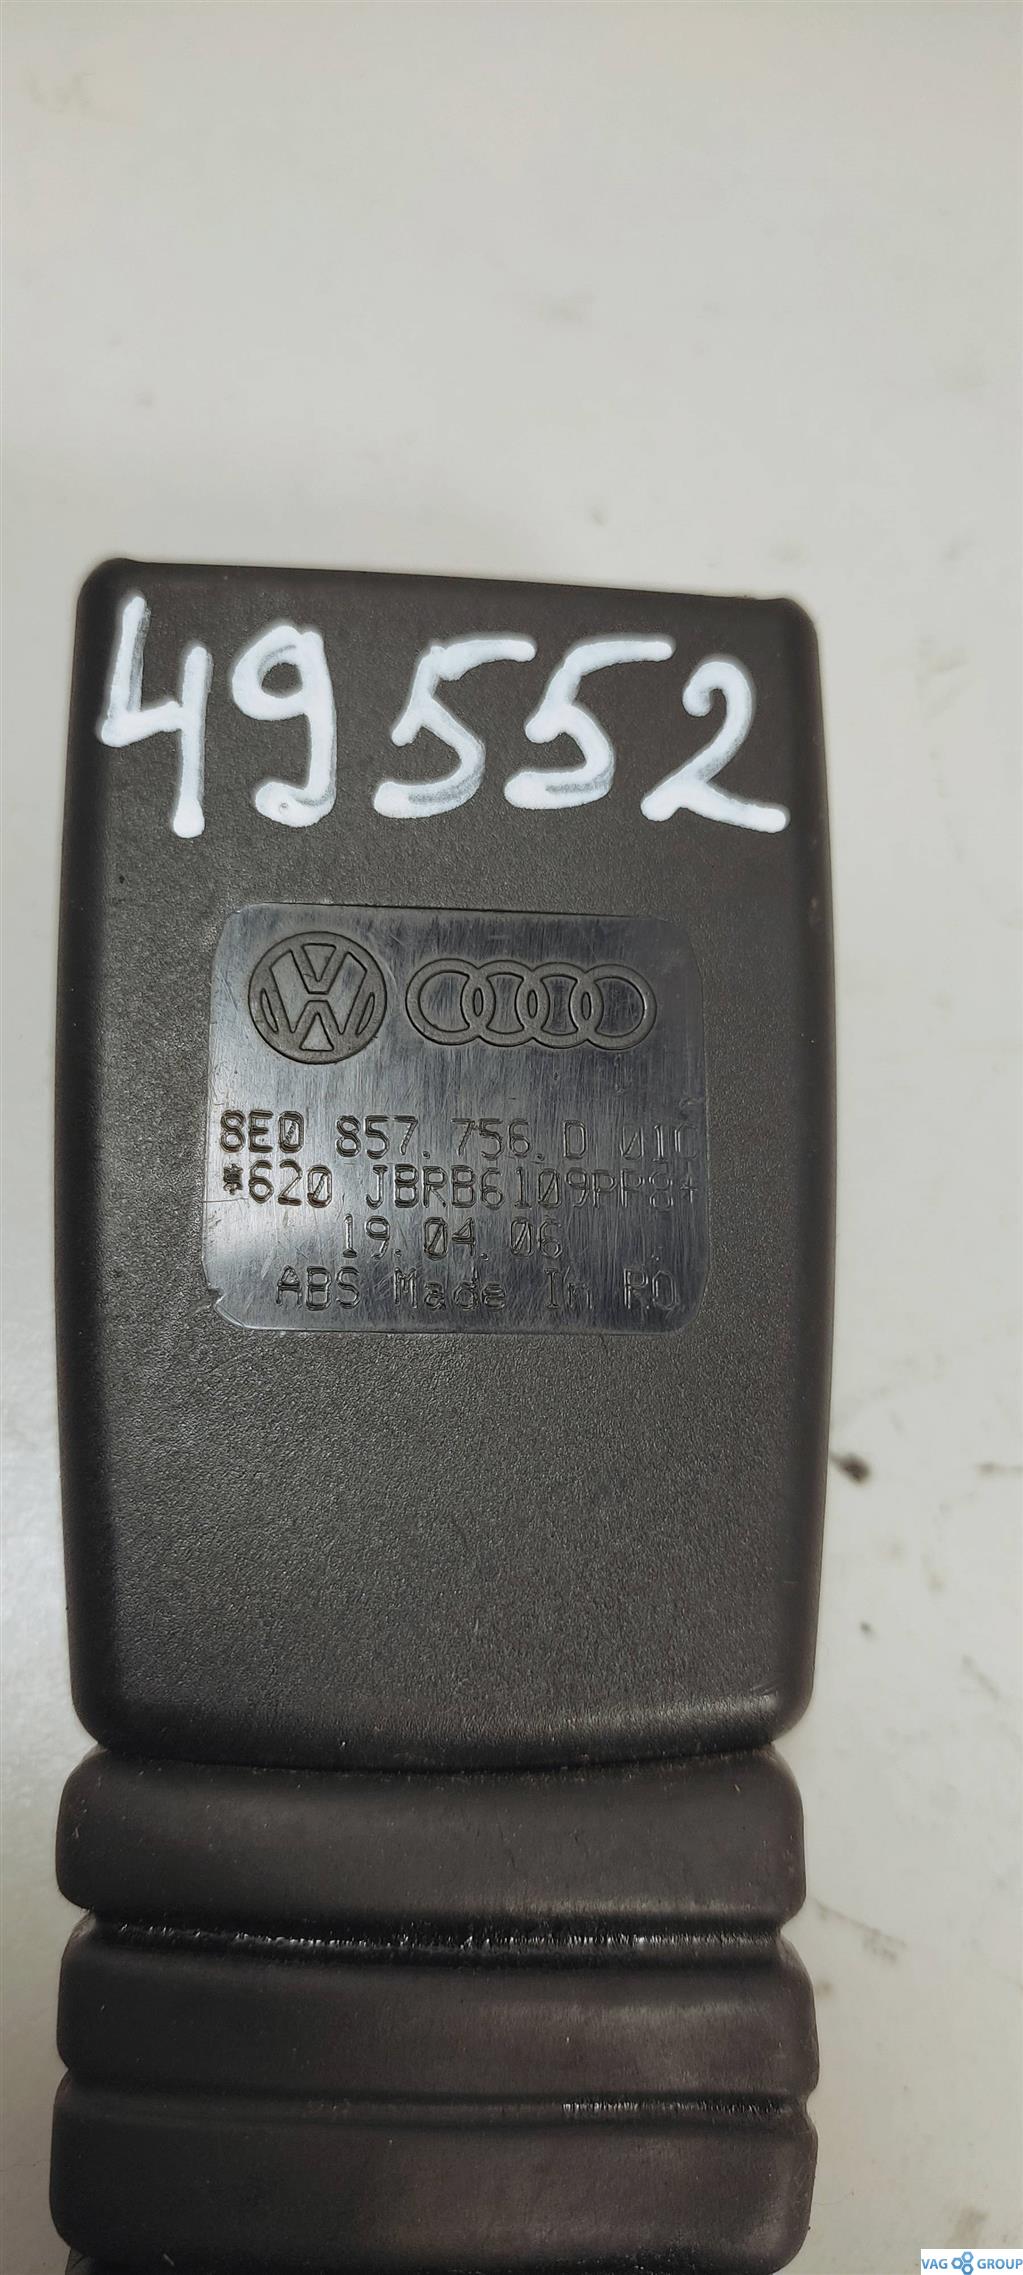 49552
8E0 857.756.D 01C
*620 JBRB6109PP8*
19.04.06
ABS Made In RO
VAG GROUP